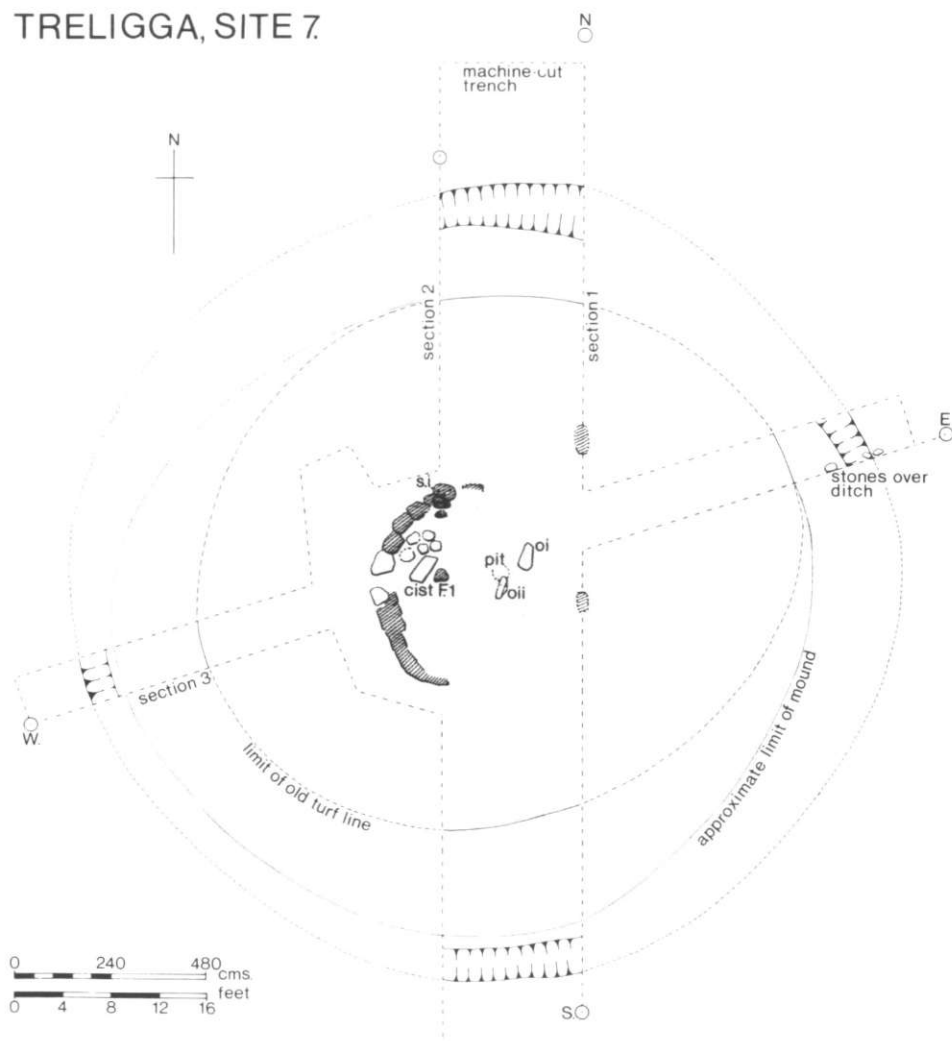 TRELIGGA, SITE 7.
N
machine-cut
trench
N
section 2
section 1
E
stones over
ditch
s.i
pit
oi
cist F.1
oii
section 3
W.
limit of old turf line
approximate limit of mound
0 240 480 cms.
feet
0 4 8 12 16
S.